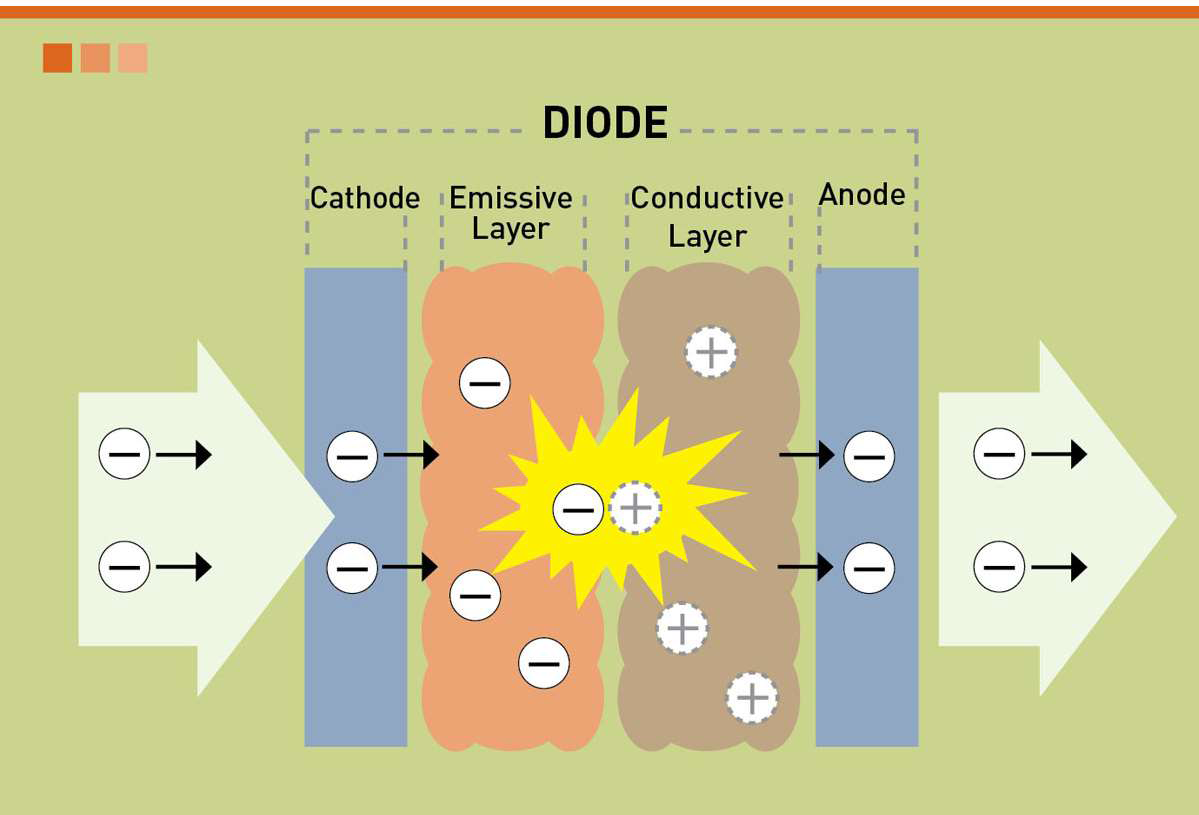 DIODE
Cathode
Emissive
Layer
Conductive
Layer
Anode